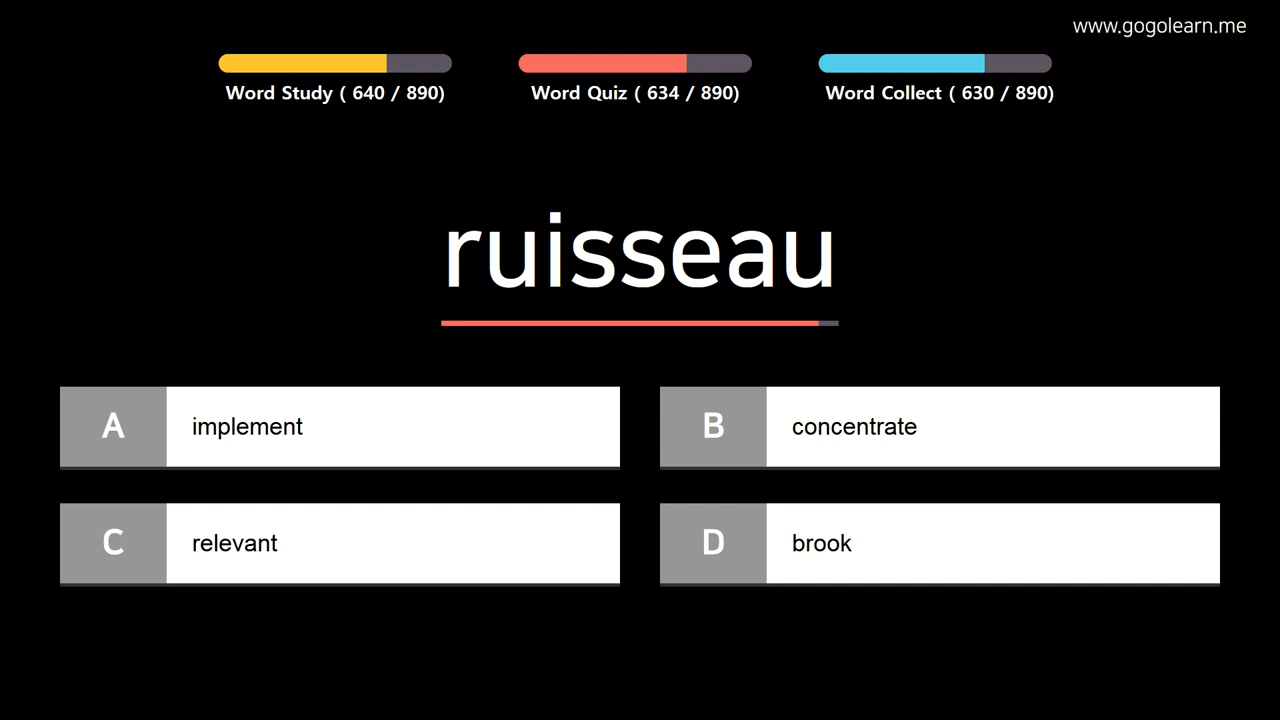 www.gogolearn.me
Word Study ( 640 / 890)
Word Quiz ( 634 / 890)
Word Collect ( 630 / 890)
ruisseau
A implement
B concentrate
C relevant
D brook